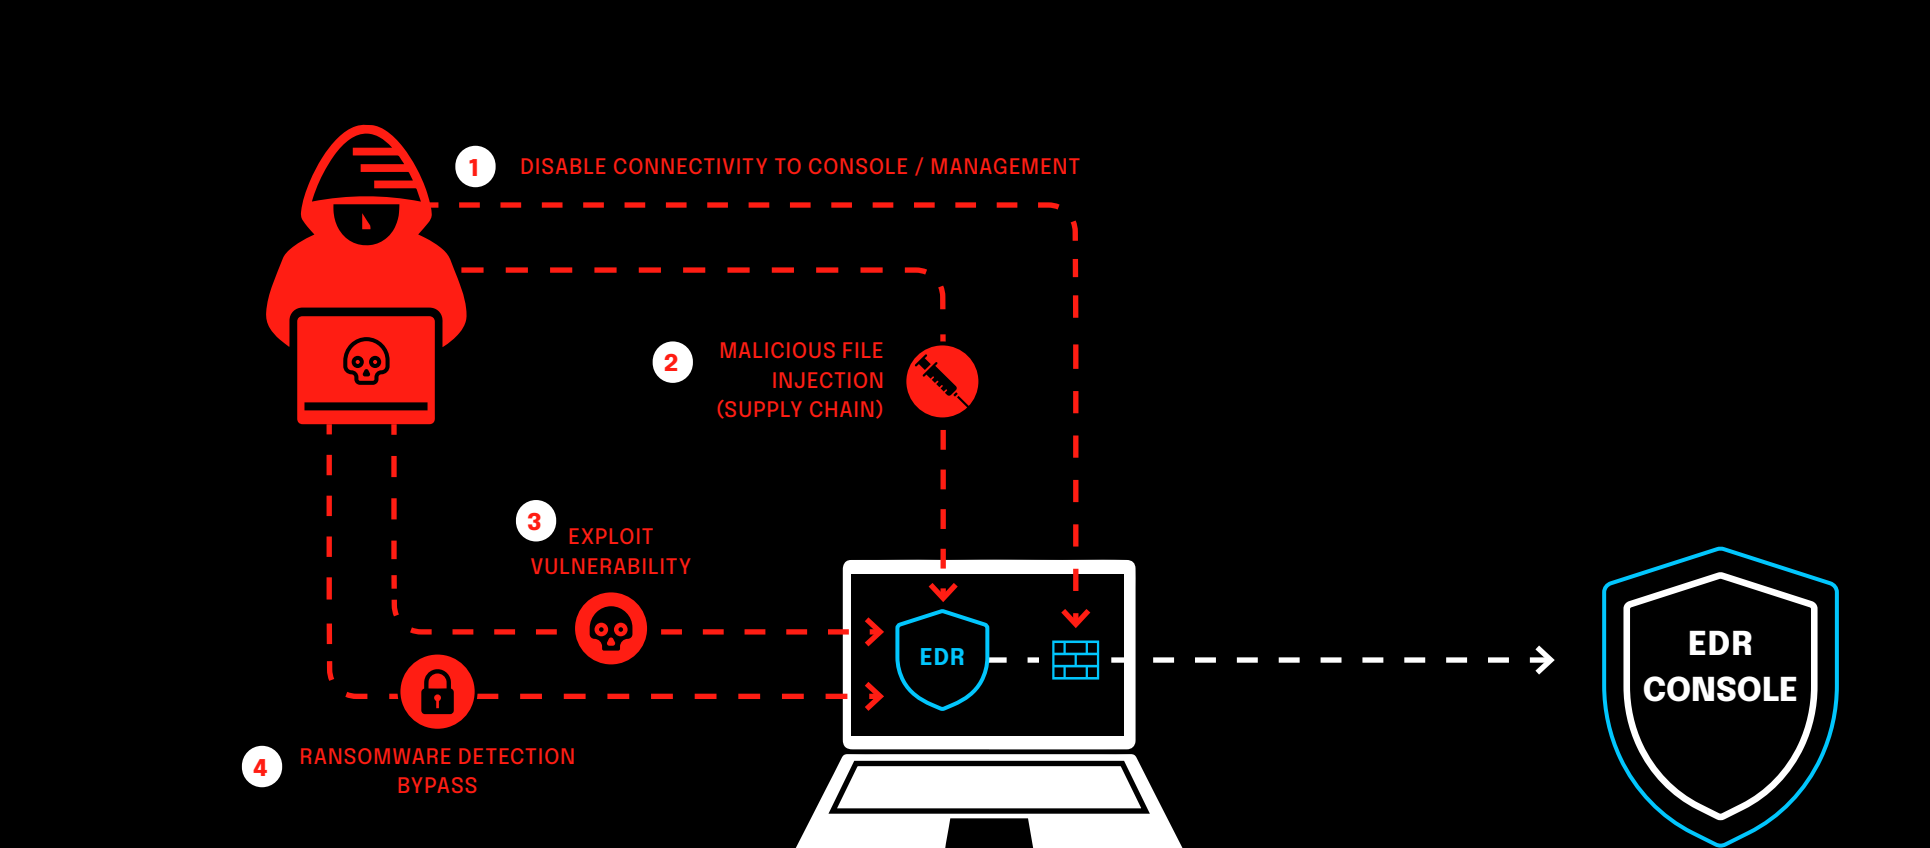 1
DISABLE CONNECTIVITY TO CONSOLE / MANAGEMENT
2
MALICIOUS FILE
INJECTION
(SUPPLY CHAIN)
3
EXPLOIT
VULNERABILITY
EDR
EDR
CONSOLE
4
RANSOMWARE DETECTION
BYPASS